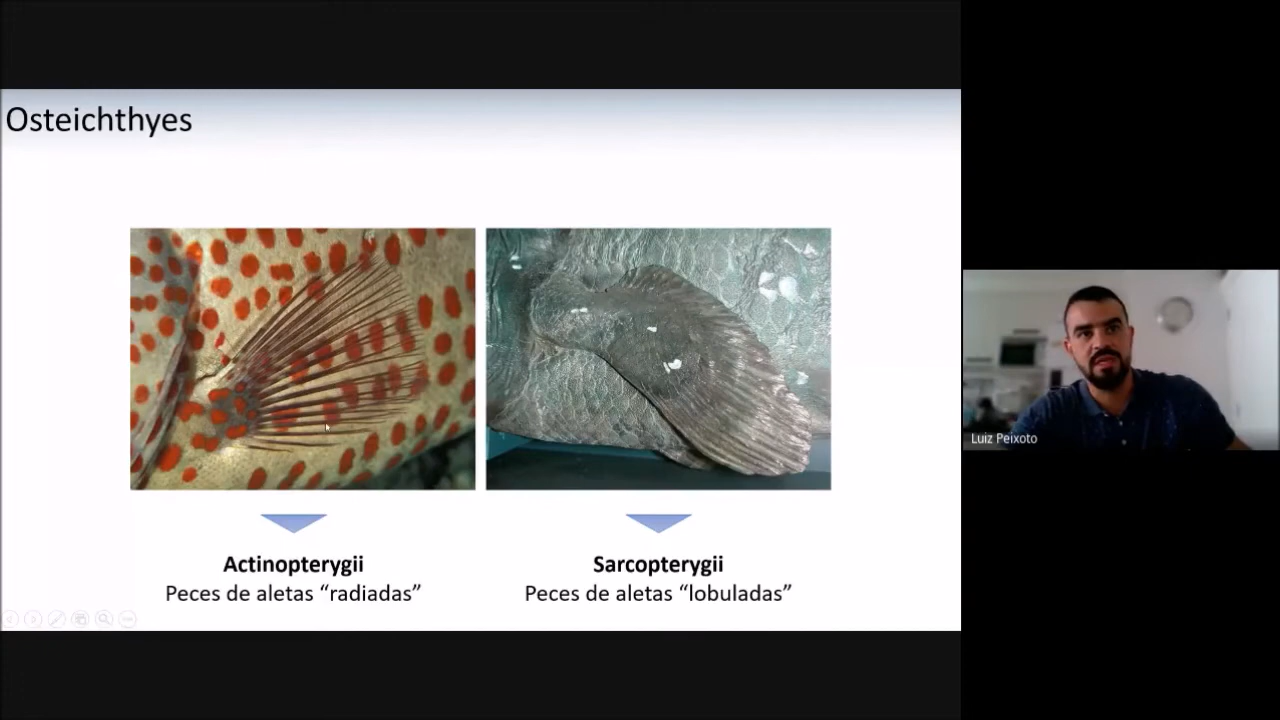 Osteichthyes
Actinopterygii
Peces de aletas “radiadas”
Sarcopterygii
Peces de aletas “lobuladas”
Luiz Peixoto